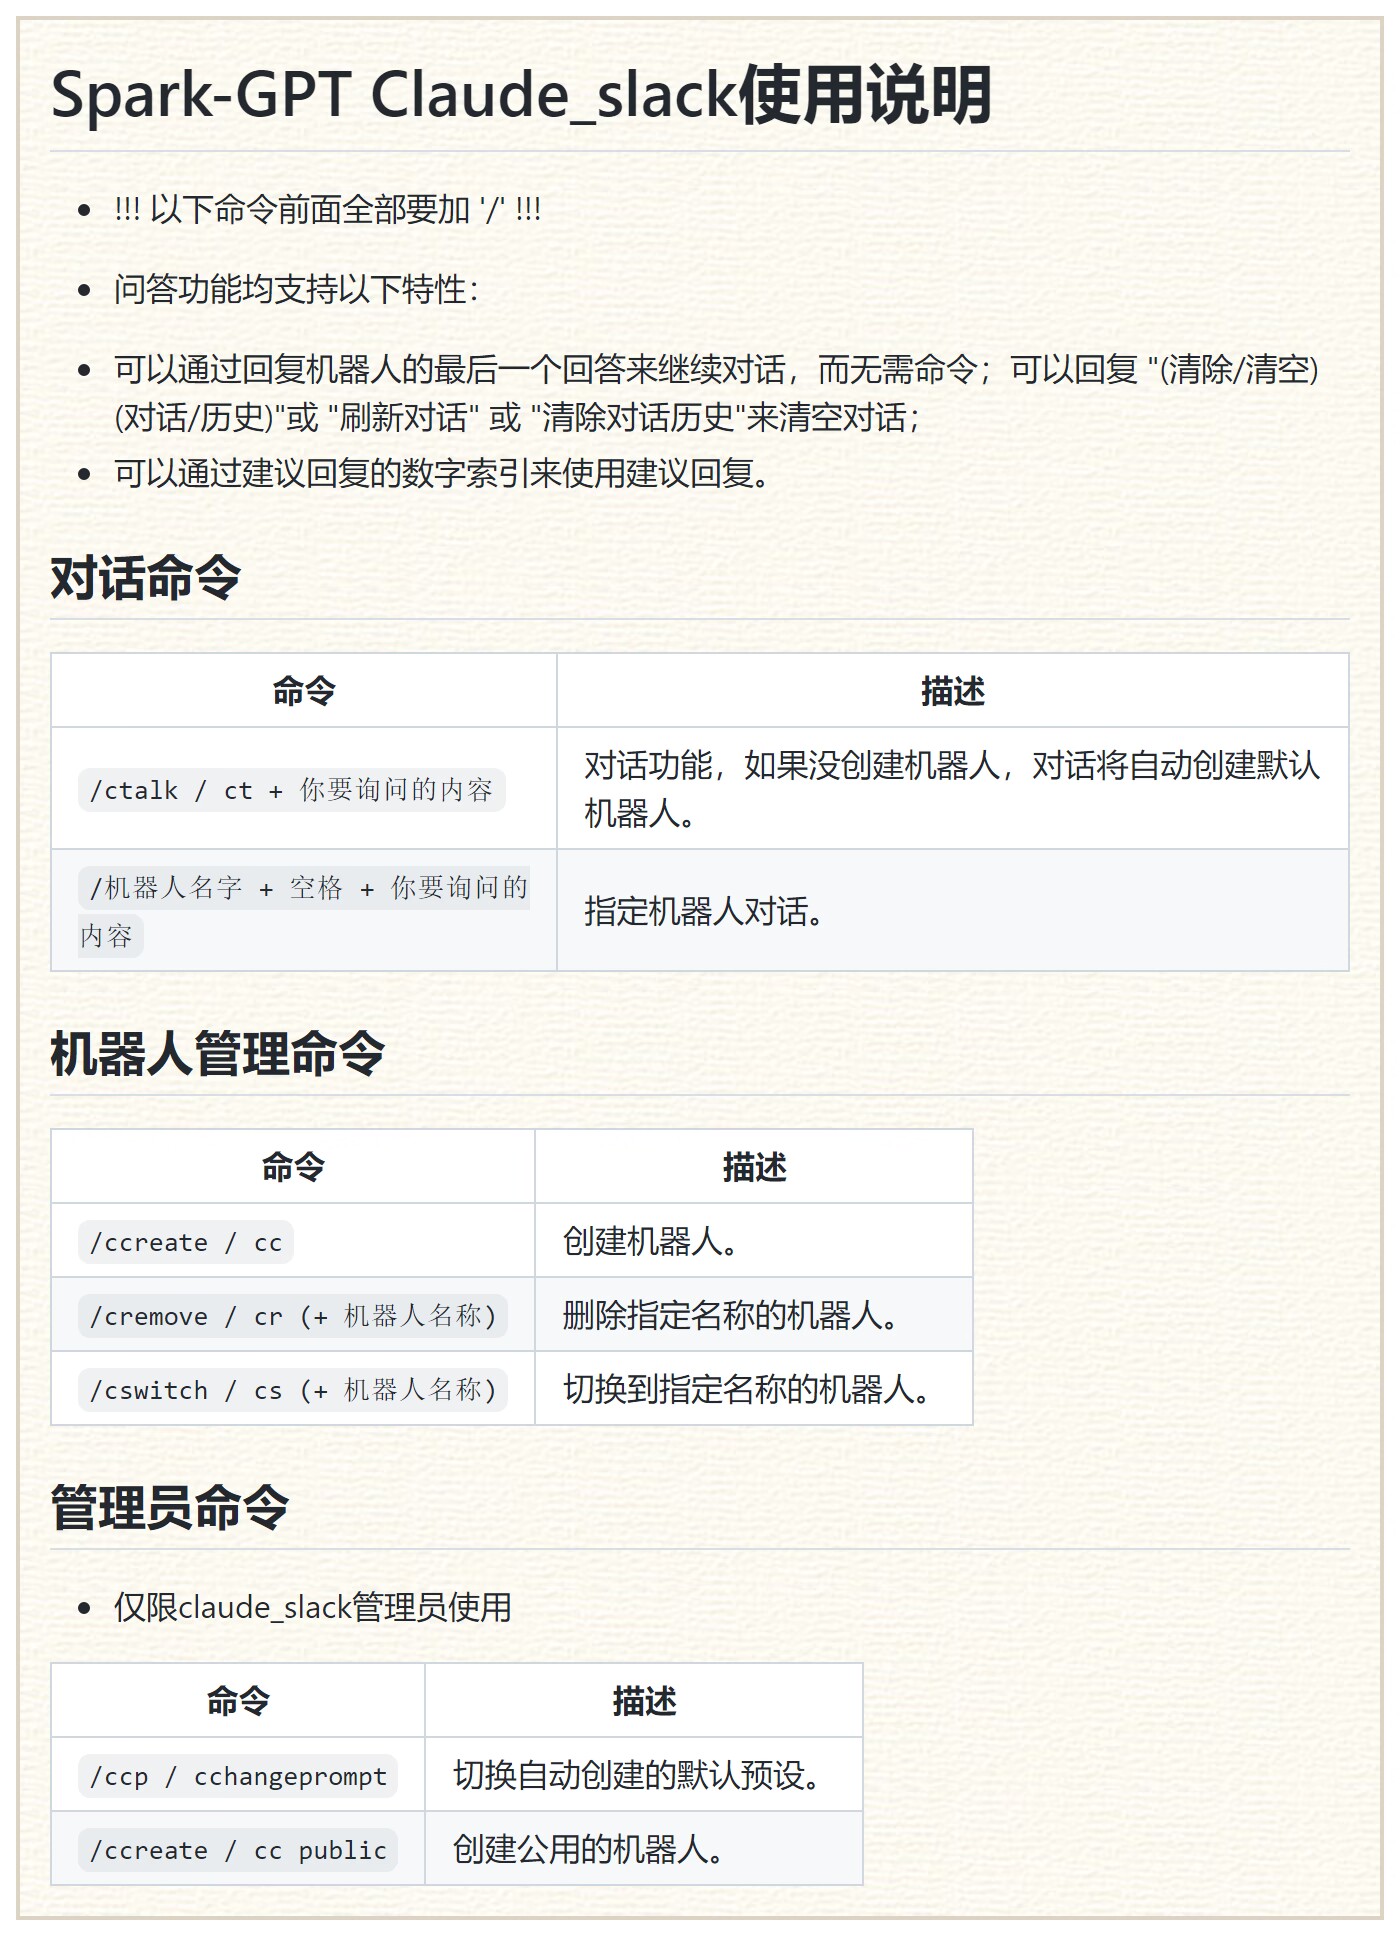 Spark-GPT Claude_slack使用说明
!!! 以下命令前面全部要加 '/' !!!
问答功能均支持以下特性：
可以通过回复机器人的最后一个回答来继续对话，而无需命令；可以回复 "(清除/清空)
(对话/历史)"或 "刷新对话" 或 "清除对话历史"来清空对话；
可以通过建议回复的数字索引来使用建议回复。
对话命令
命令 描述
/ctalk / ct + 你要询问的内容 对话功能，如果没创建机器人，对话将自动创建默认
机器人。
/机器人名字 + 空格 + 你要询问的
内容 指定机器人对话。
机器人管理命令
命令 描述
/ccreate / cc 创建机器人。
/cremove / cr (+ 机器人名称) 删除指定名称的机器人。
/cswitch / cs (+ 机器人名称) 切换到指定名称的机器人。
管理员命令
仅限claude_slack管理员使用
命令 描述
/ccp / cchangeprompt 切换自动创建的默认预设。
/ccreate / cc public 创建公用的机器人。